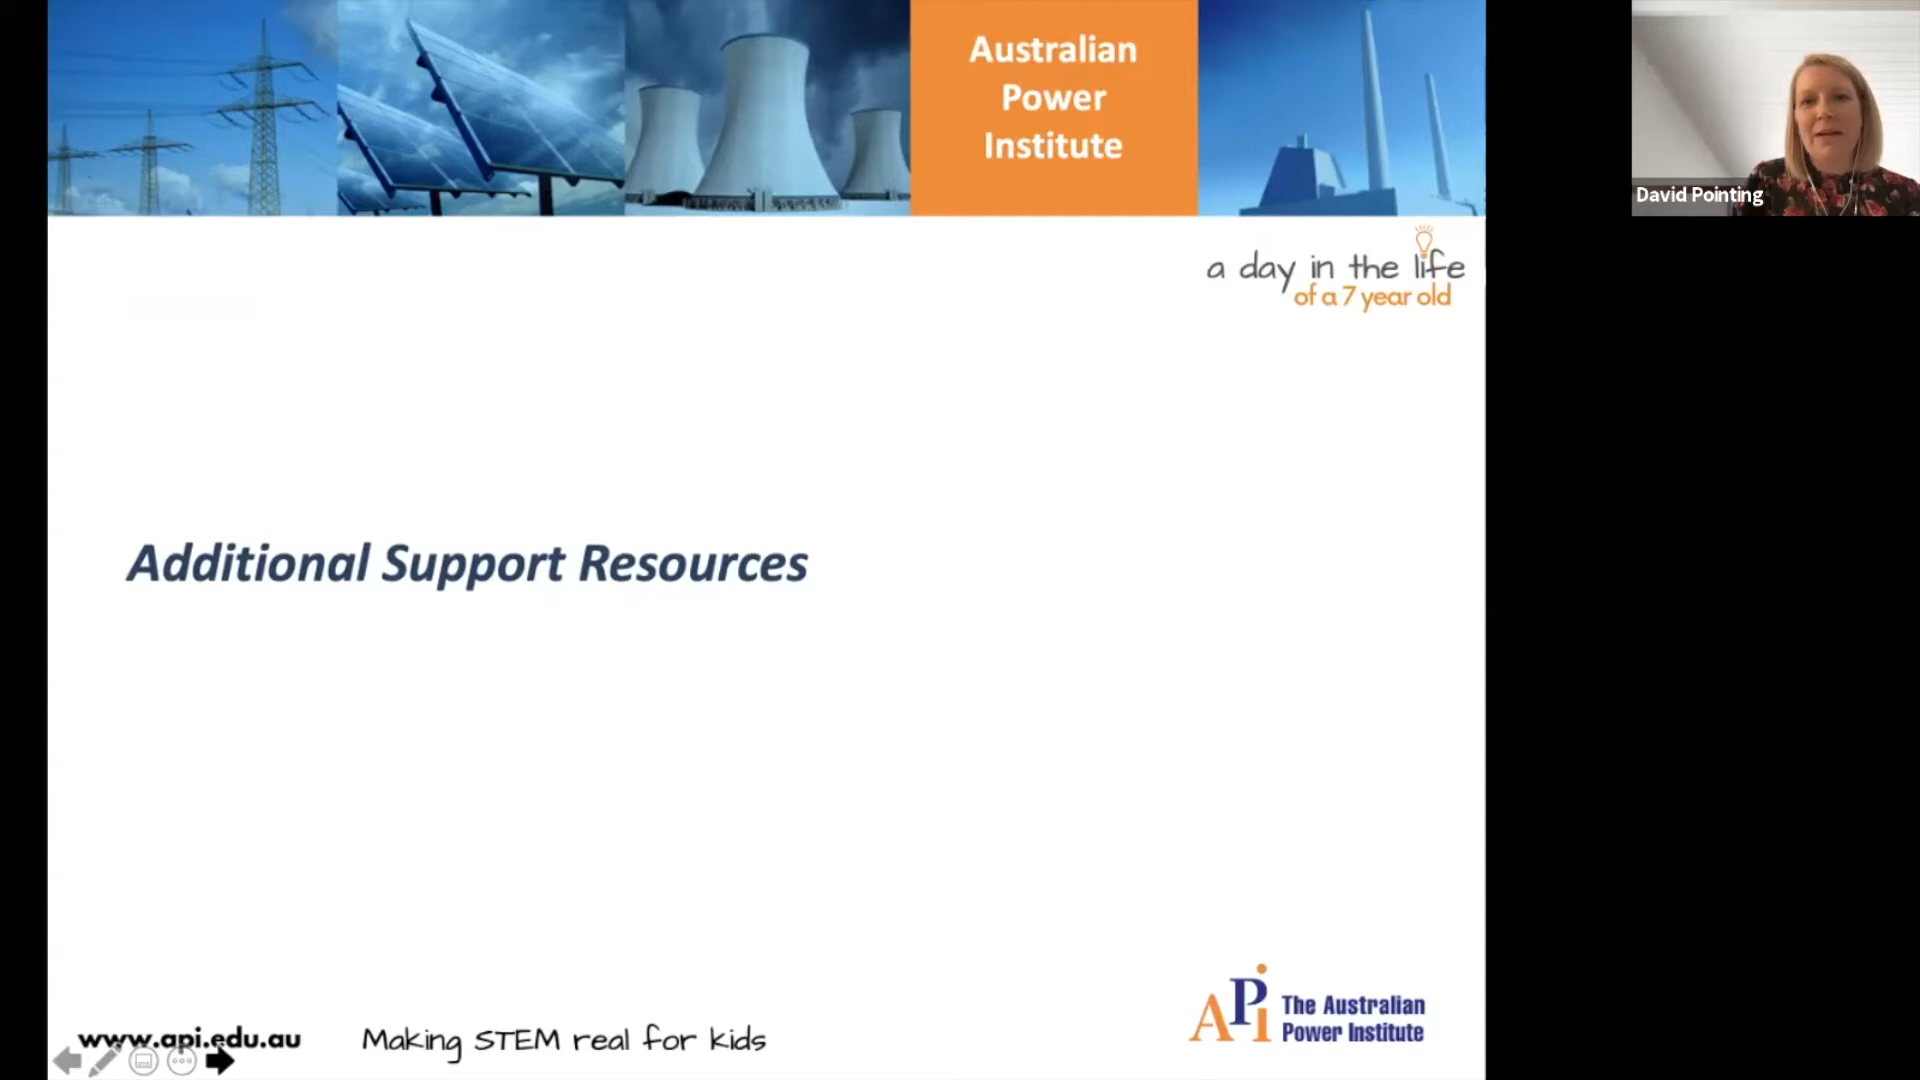 Australian
Power
Institute
David Pointing
a day in the life
of a 7 year old
Additional Support Resources
www.api.edu.au
Making STEM real for kids
APi
The Australian
Power Institute